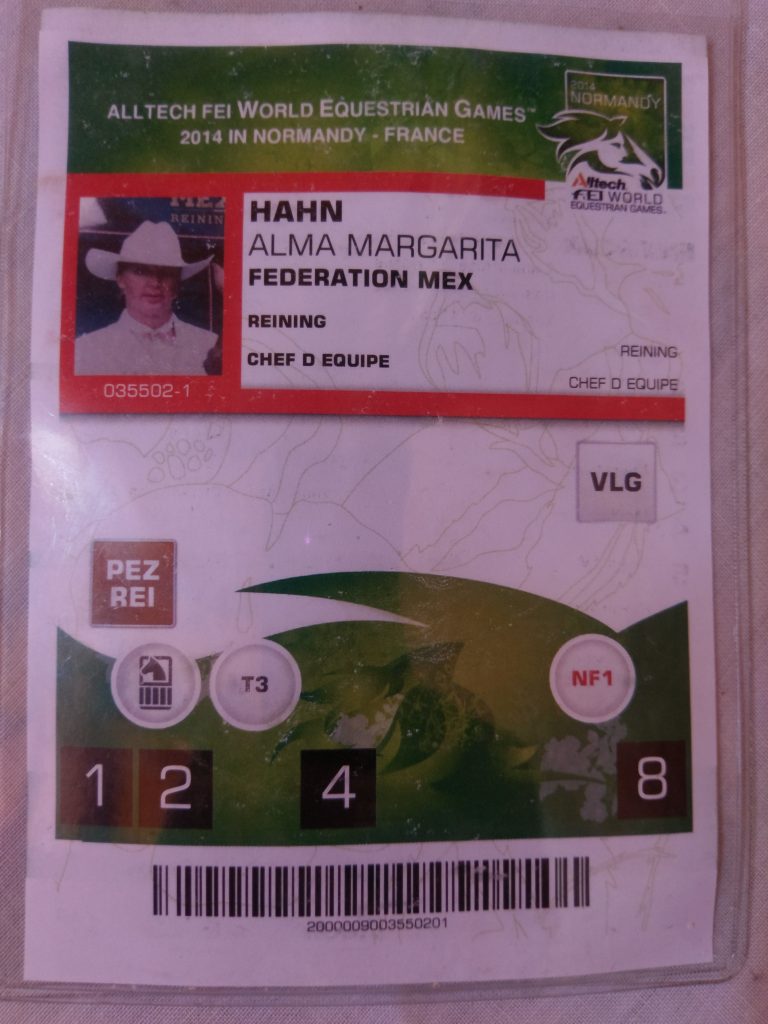 ALLTECH FEI WORLD EQUESTRIAN GAMES™
2014 IN NORMANDY - FRANCE
2014
NORMANDY
Alltech
FEI WORLD
EQUESTRIAN GAMES™
REINING
HAHN
ALMA MARGARITA
FEDERATION MEX
REINING
CHEF D EQUIPE
035502-1
REINING
CHEF D EQUIPE
VLG
PEZ
REI
T3
NF1
1 2 4 8
2000009003550201